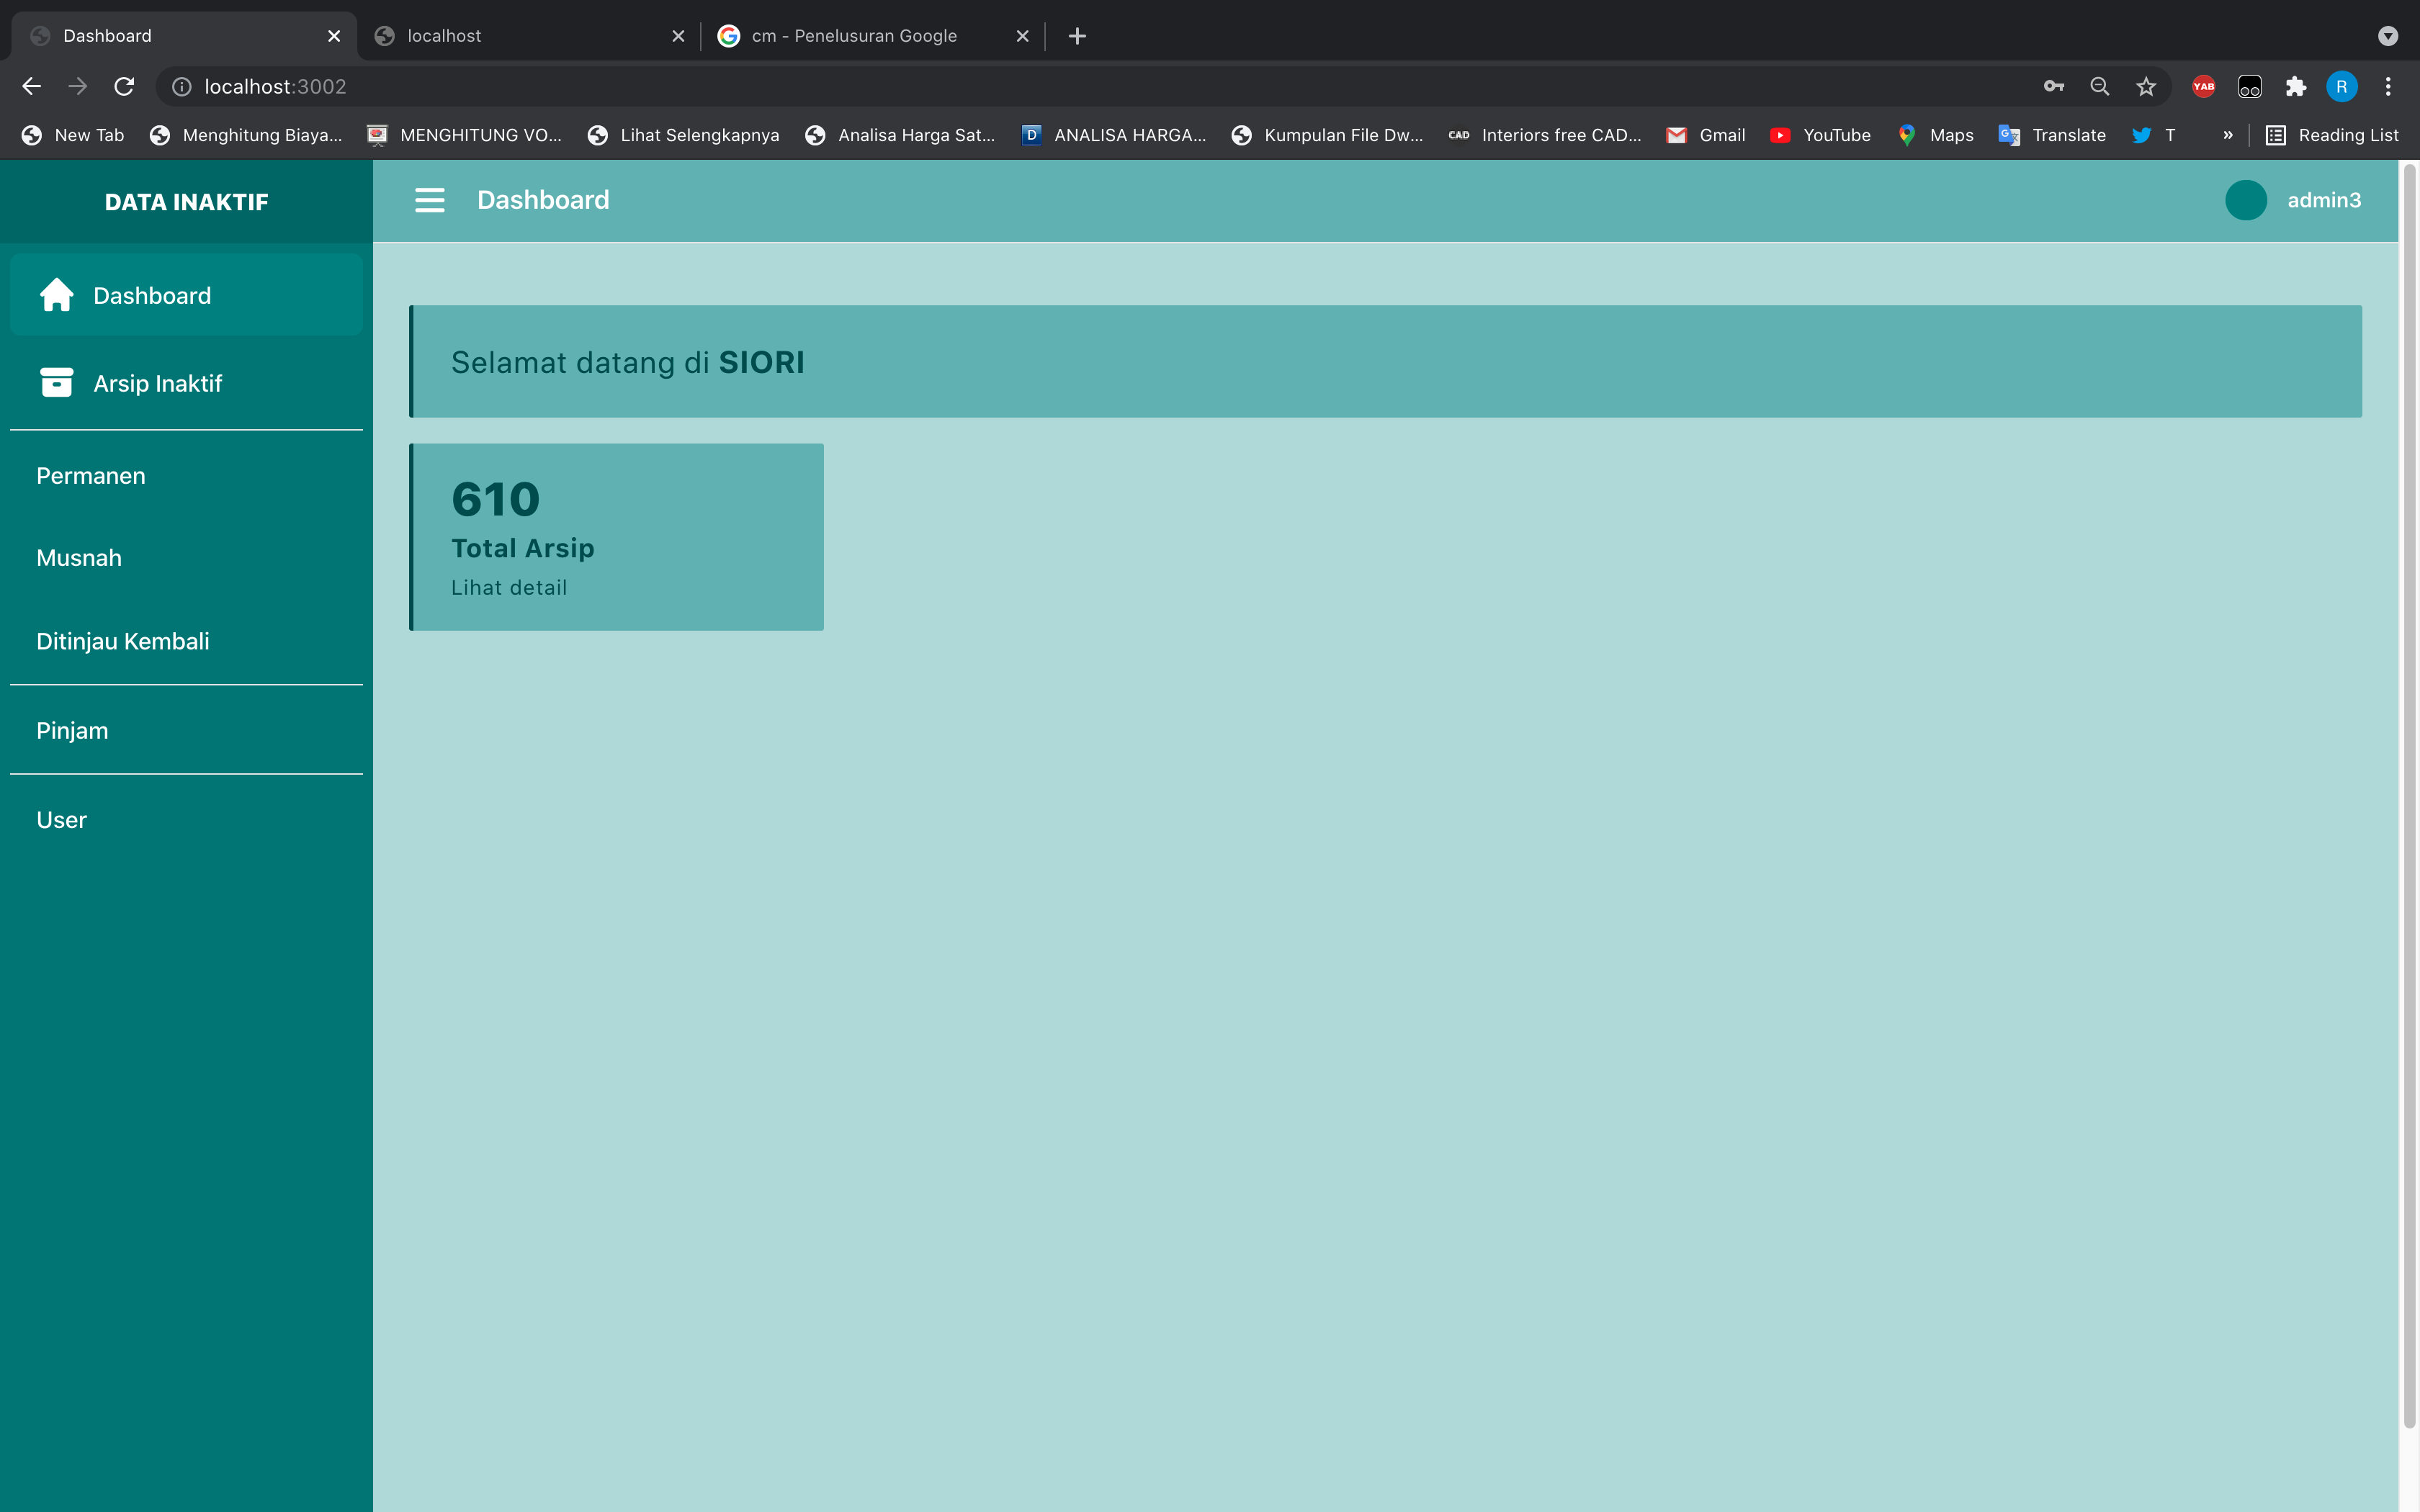 Dashboard
localhost
cm - Penelusuran Google
localhost:3002
YAB
R
New Tab
Menghitung Biaya...
MENGHITUNG VO...
Lihat Selengkapnya
Analisa Harga Sat...
D
ANALISA HARGA...
Kumpulan File Dw...
CAD
Interiors free CAD...
Gmail
YouTube
Maps
Translate
T
»
Reading List
DATA INAKTIF
Dashboard
admin3
Dashboard
Arsip Inaktif
Permanen
Musnah
Ditinjau Kembali
Pinjam
User
Selamat datang di SIORI
610
Total Arsip
Lihat detail